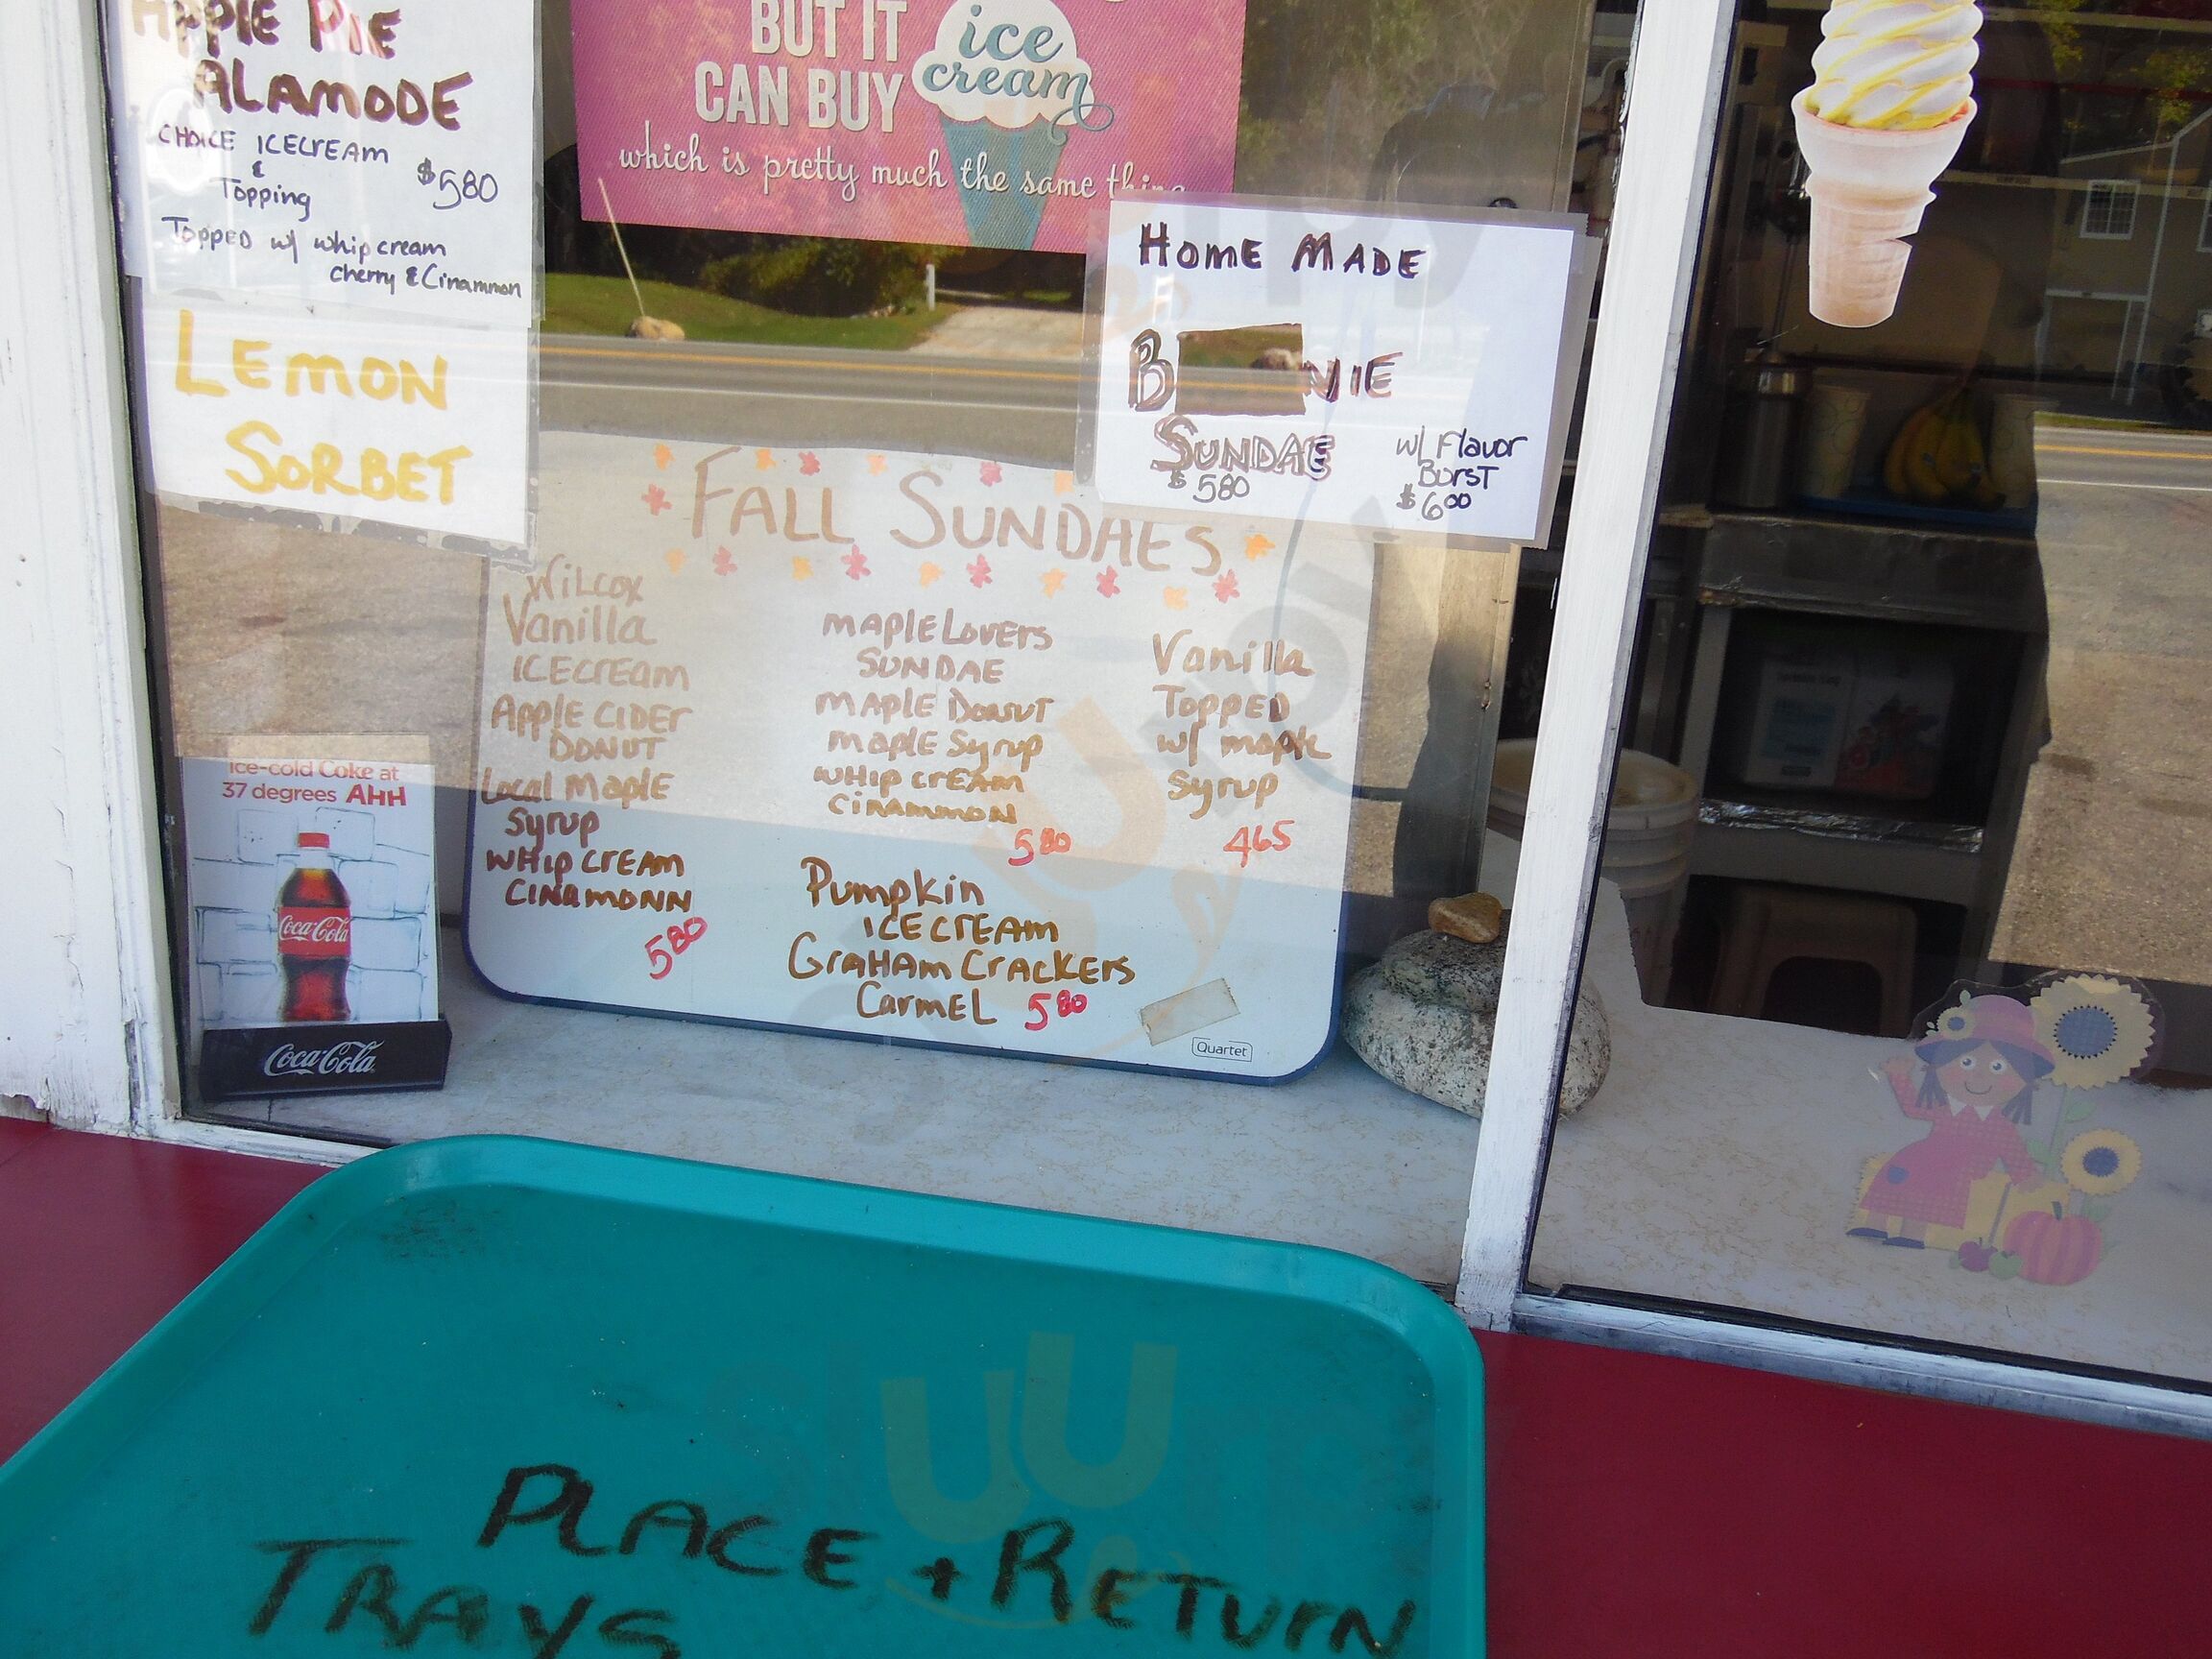 APPLE PIE
ALAMODE
CHOICE ICECREAM
&
Topping
$580
Topped w/ whip cream
cherry & Cinammon
LEMON
SORBET
BUT IT
CAN BUY
ice
cream
which is pretty much the same thing
HOME MADE
SUNDAE
$580
w/ Flavor
Burst
$600
FALL SUNDAES
Wilcox
Vanilla
ICECREAM
Apple CIDER
DONUT
Local Maple
Syrup
WHIP CREAM
CINAMONN
580
MAPLE LOVERS
SUNDAE
MAPLE DONUT
MAPLE Syrup
WHIP CREAM
CINAMMON
580
Pumpkin
ICECREAM
GRAHAM CRACKERS
CARMEL 580
Vanilla
TOPPED
w/ maple
Syrup
465
Quartet
Ice-cold Coke at
37 degrees AHH
Coca-Cola
Coca-Cola
PLACE + RETURN
TRAYS